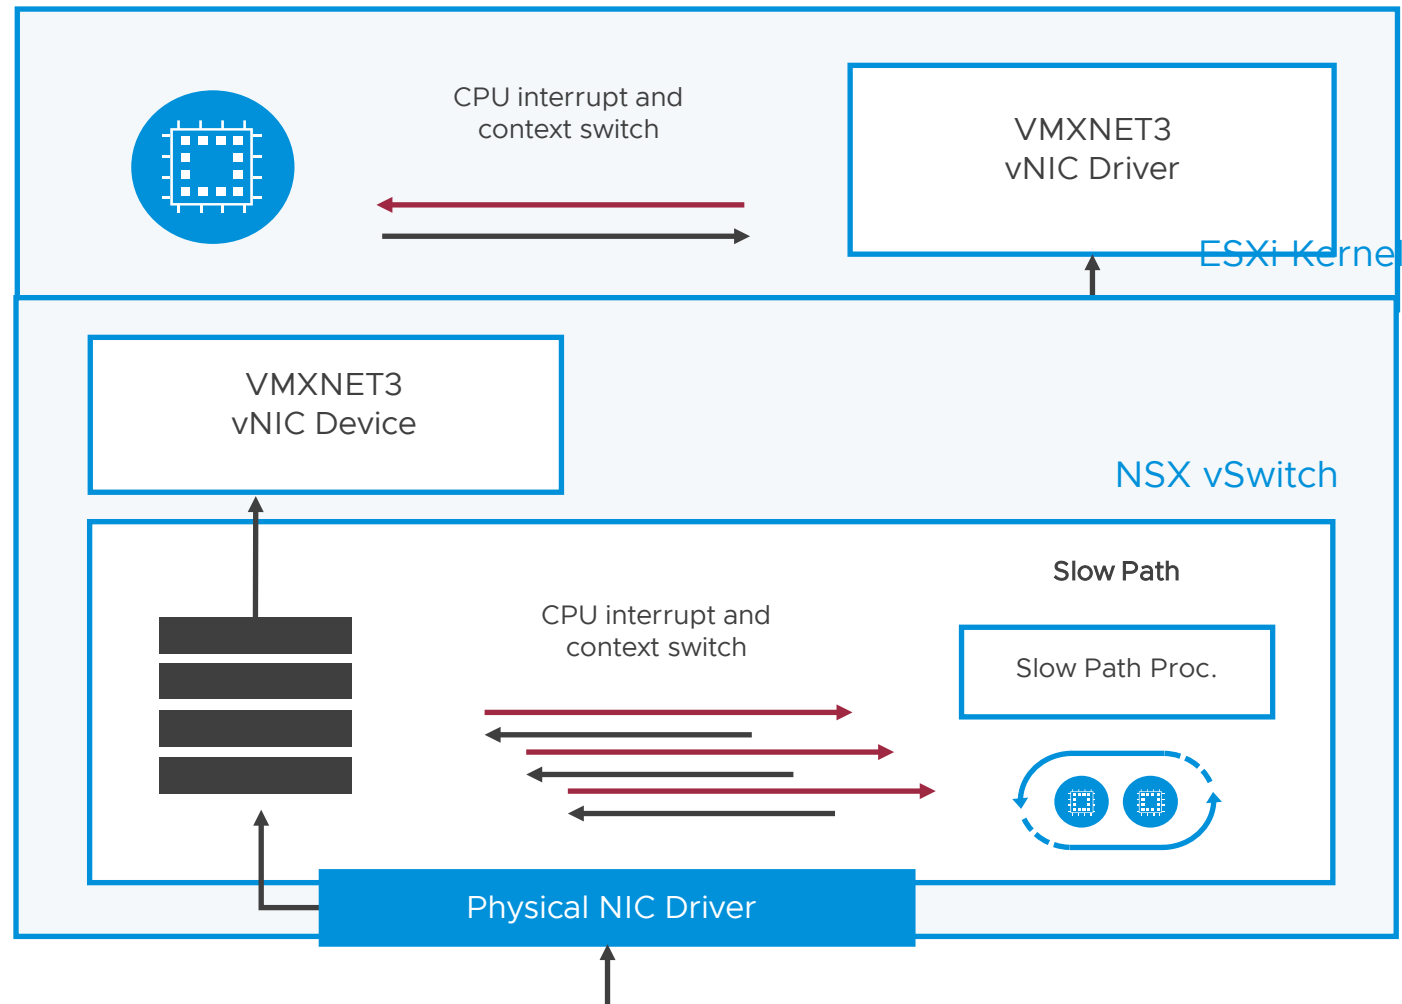 CPU interrupt and
context switch
VMXNET3
vNIC Driver
ESXi Kernel
VMXNET3
vNIC Device
NSX vSwitch
Slow Path
CPU interrupt and
context switch
Slow Path Proc.
Physical NIC Driver